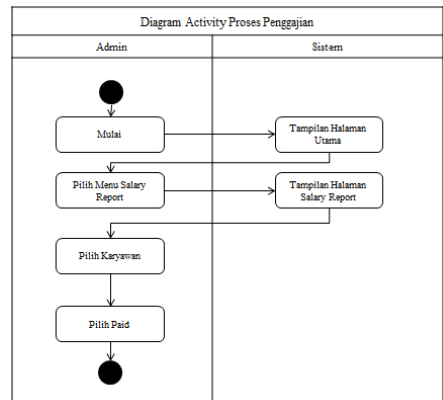 Diagram Activity Proses Penggajian
Admin
Sistem
Mulai
Tampilan Halaman
Utama
Pilih Menu Salary
Report
Tampilan Halaman
Salary Report
Pilih Karyawan
Pilih Paid